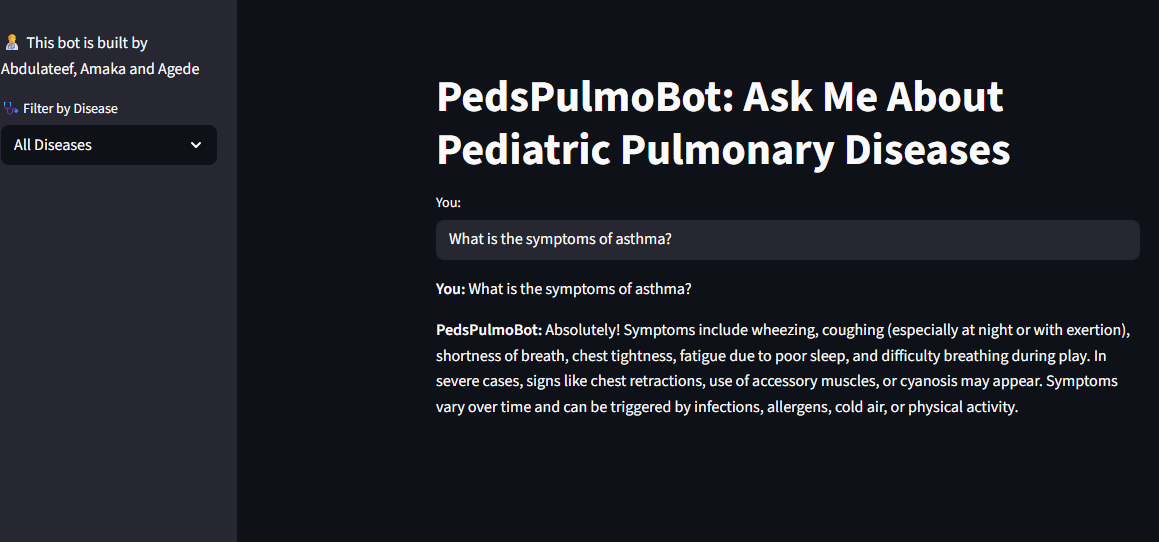 This bot is built by
Abdulateef, Amaka and Agede
Filter by Disease
All Diseases
PedsPulmoBot: Ask Me About
Pediatric Pulmonary Diseases
You:
What is the symptoms of asthma?
You: What is the symptoms of asthma?
PedsPulmoBot: Absolutely! Symptoms include wheezing, coughing (especially at night or with exertion),
shortness of breath, chest tightness, fatigue due to poor sleep, and difficulty breathing during play. In
severe cases, signs like chest retractions, use of accessory muscles, or cyanosis may appear. Symptoms
vary over time and can be triggered by infections, allergens, cold air, or physical activity.